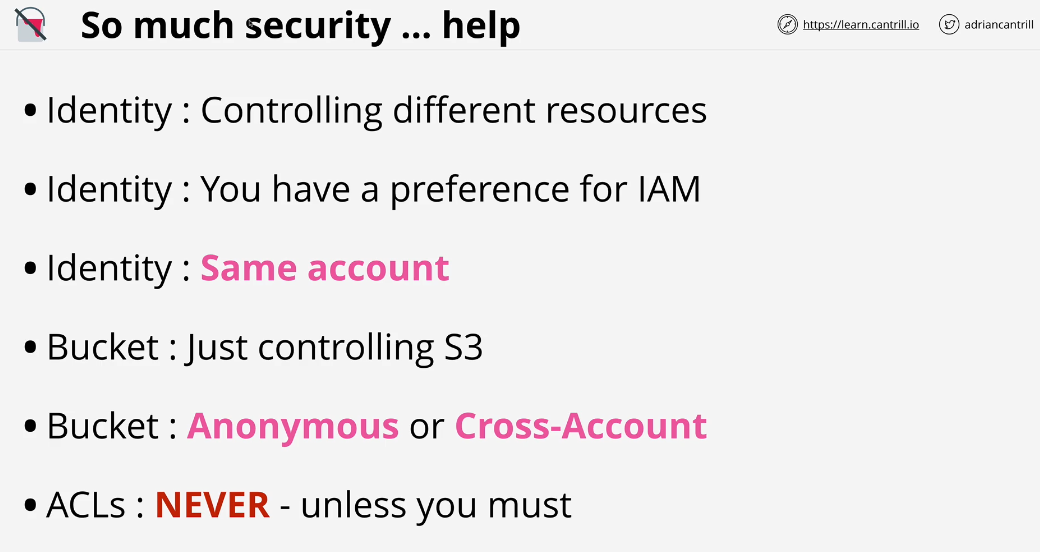 So much security ... help
https://learn.cantrill.io
adriancantrill
• Identity : Controlling different resources
• Identity : You have a preference for IAM
• Identity : Same account
• Bucket : Just controlling S3
• Bucket : Anonymous or Cross-Account
• ACLs : NEVER - unless you must